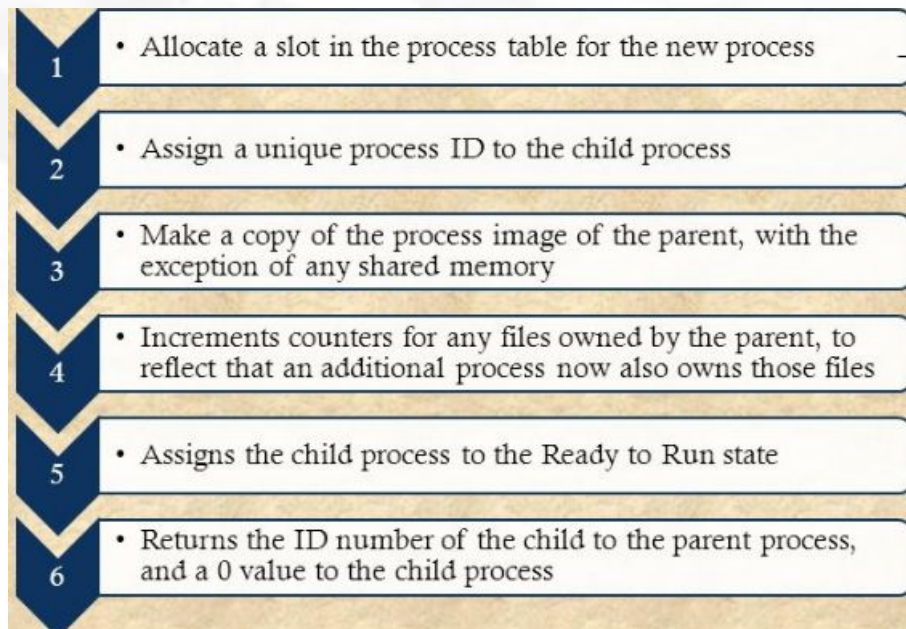 1
• Allocate a slot in the process table for the new process
2
• Assign a unique process ID to the child process
3
• Make a copy of the process image of the parent, with the
exception of any shared memory
4
• Increments counters for any files owned by the parent, to
reflect that an additional process now also owns those files
5
• Assigns the child process to the Ready to Run state
6
• Returns the ID number of the child to the parent process,
and a 0 value to the child process